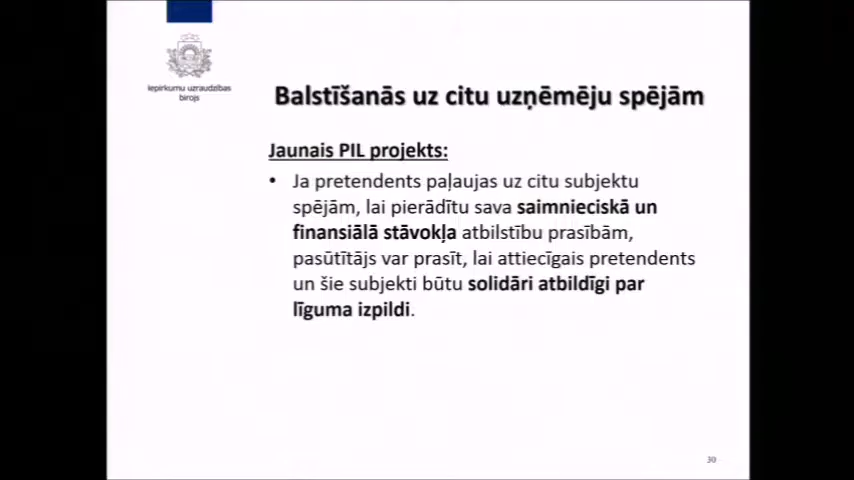 Iepirkumu uzraudzības
birojs
Balstīšanās uz citu uzņēmēju spējām
Jaunais PIL projekts:
• Ja pretendents paļaujas uz citu subjektu
spējām, lai pierādītu sava saimnieciskā un
finansiālā stāvokļa atbilstību prasībām,
pasūtītājs var prasīt, lai attiecīgais pretendents
un šie subjekti būtu solidāri atbildīgi par
līguma izpildi.
30